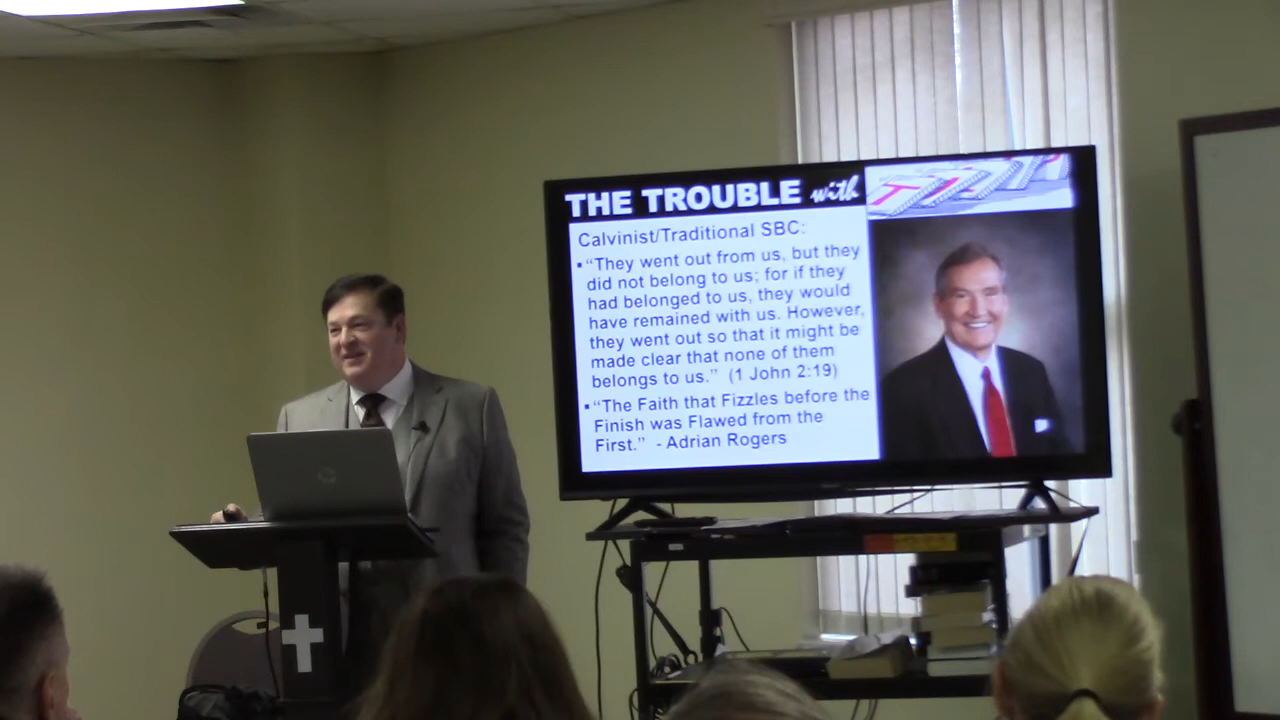 THE TROUBLE with
Calvinist/Traditional SBC:
▪“They went out from us, but they
did not belong to us; for if they
had belonged to us, they would
have remained with us. However,
they went out so that it might be
made clear that none of them
belongs to us.” (1 John 2:19)
▪“The Faith that Fizzles before the
Finish was Flawed from the
First.” - Adrian Rogers
hp